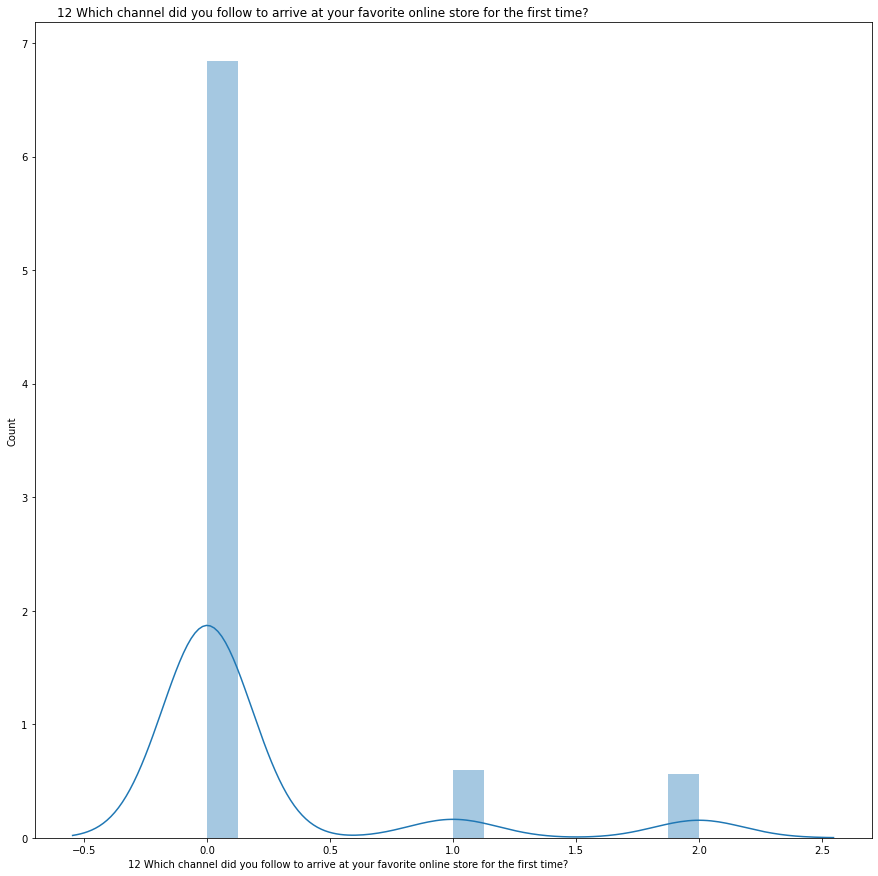 12 Which channel did you follow to arrive at your favorite online store for the first time?
7
6
5
4
3
2
1
0
Count
−0.5 0.0 0.5 1.0 1.5 2.0 2.5
12 Which channel did you follow to arrive at your favorite online store for the first time?